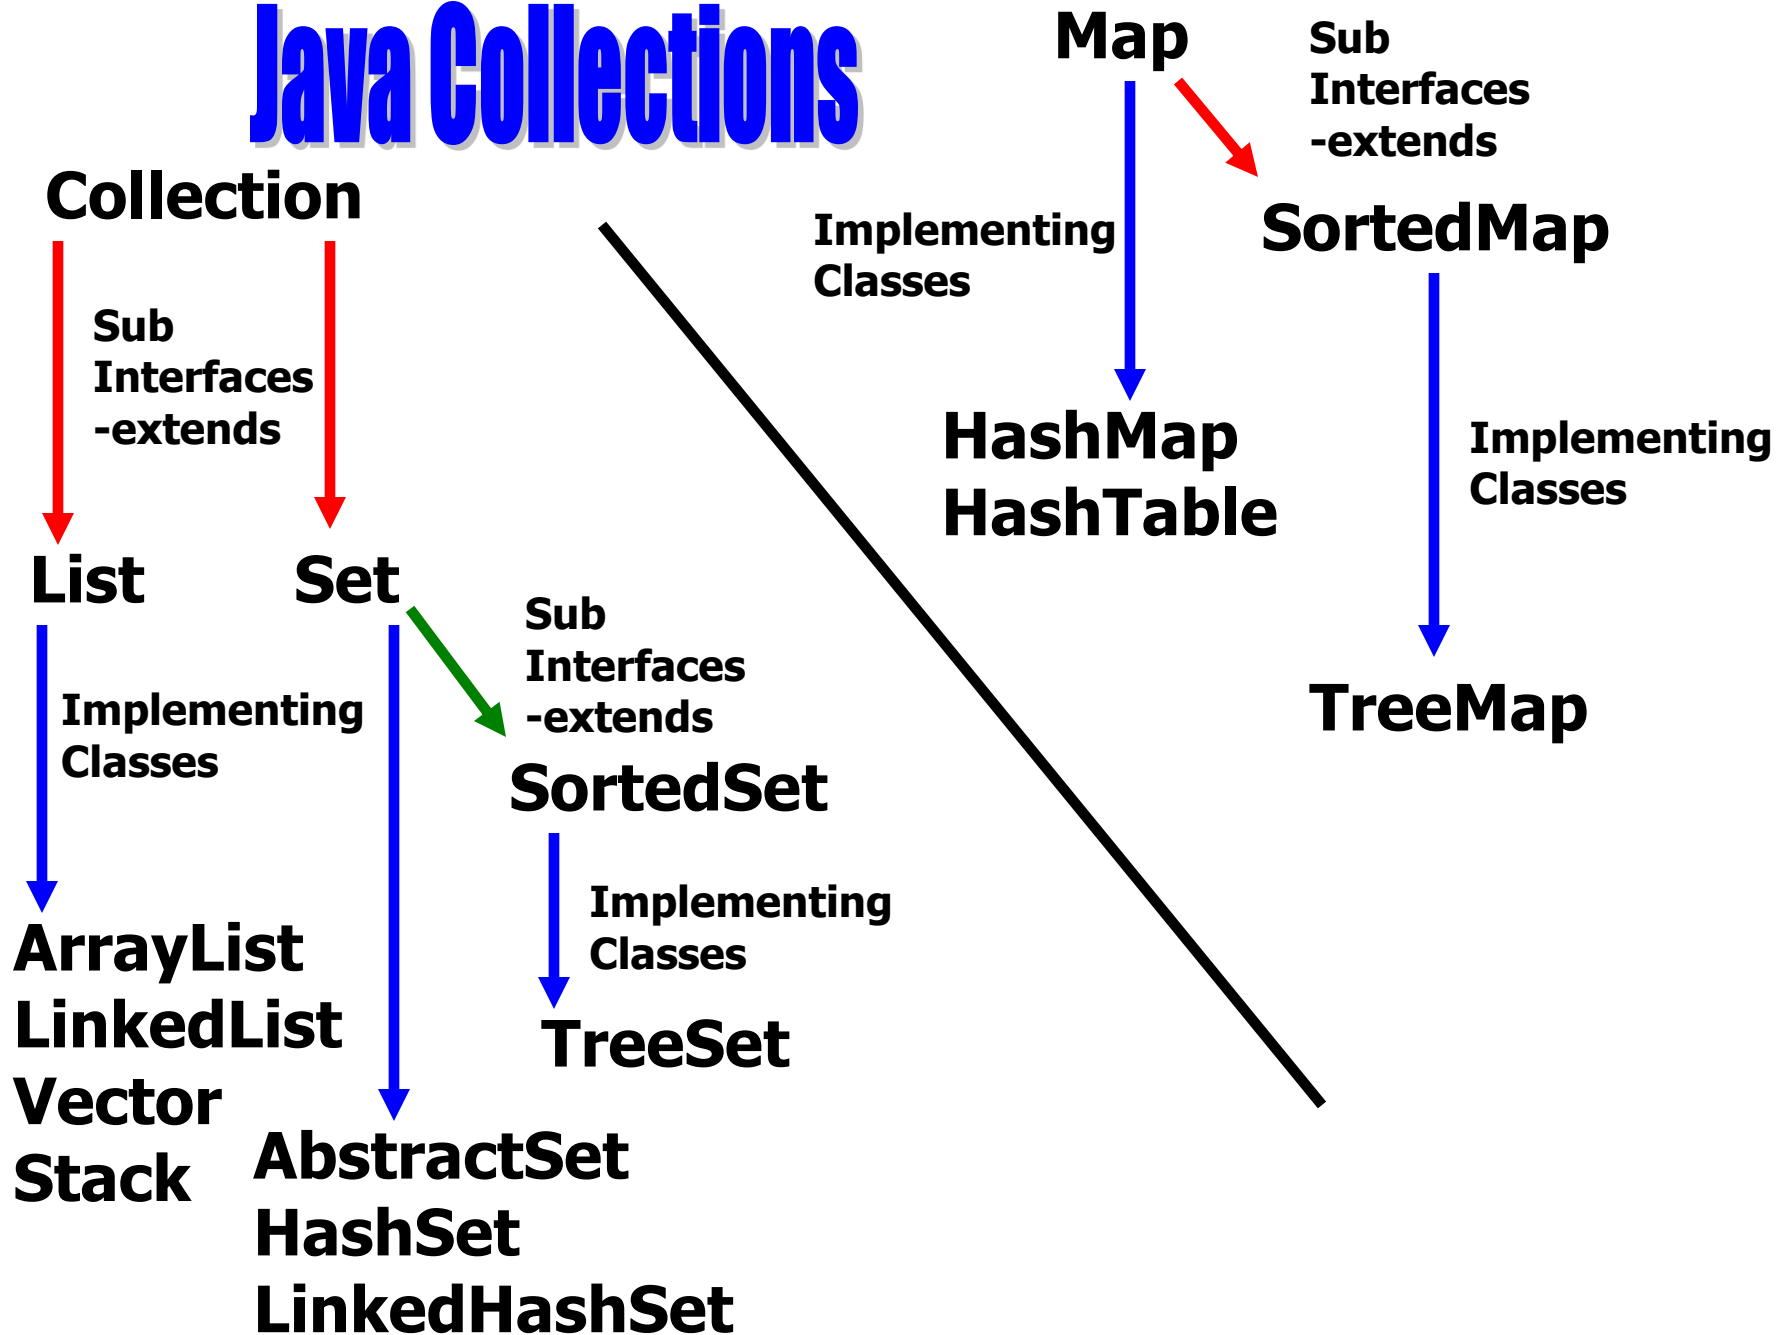 Java Collections
Collection
Sub
Interfaces
-extends
List
Set
Implementing
Classes
Sub
Interfaces
-extends
SortedSet
Implementing
Classes
TreeSet
ArrayList
LinkedList
Vector
Stack
AbstractSet
HashSet
LinkedHashSet
Map
Sub
Interfaces
-extends
SortedMap
Implementing
Classes
HashMap
HashTable
Implementing
Classes
TreeMap